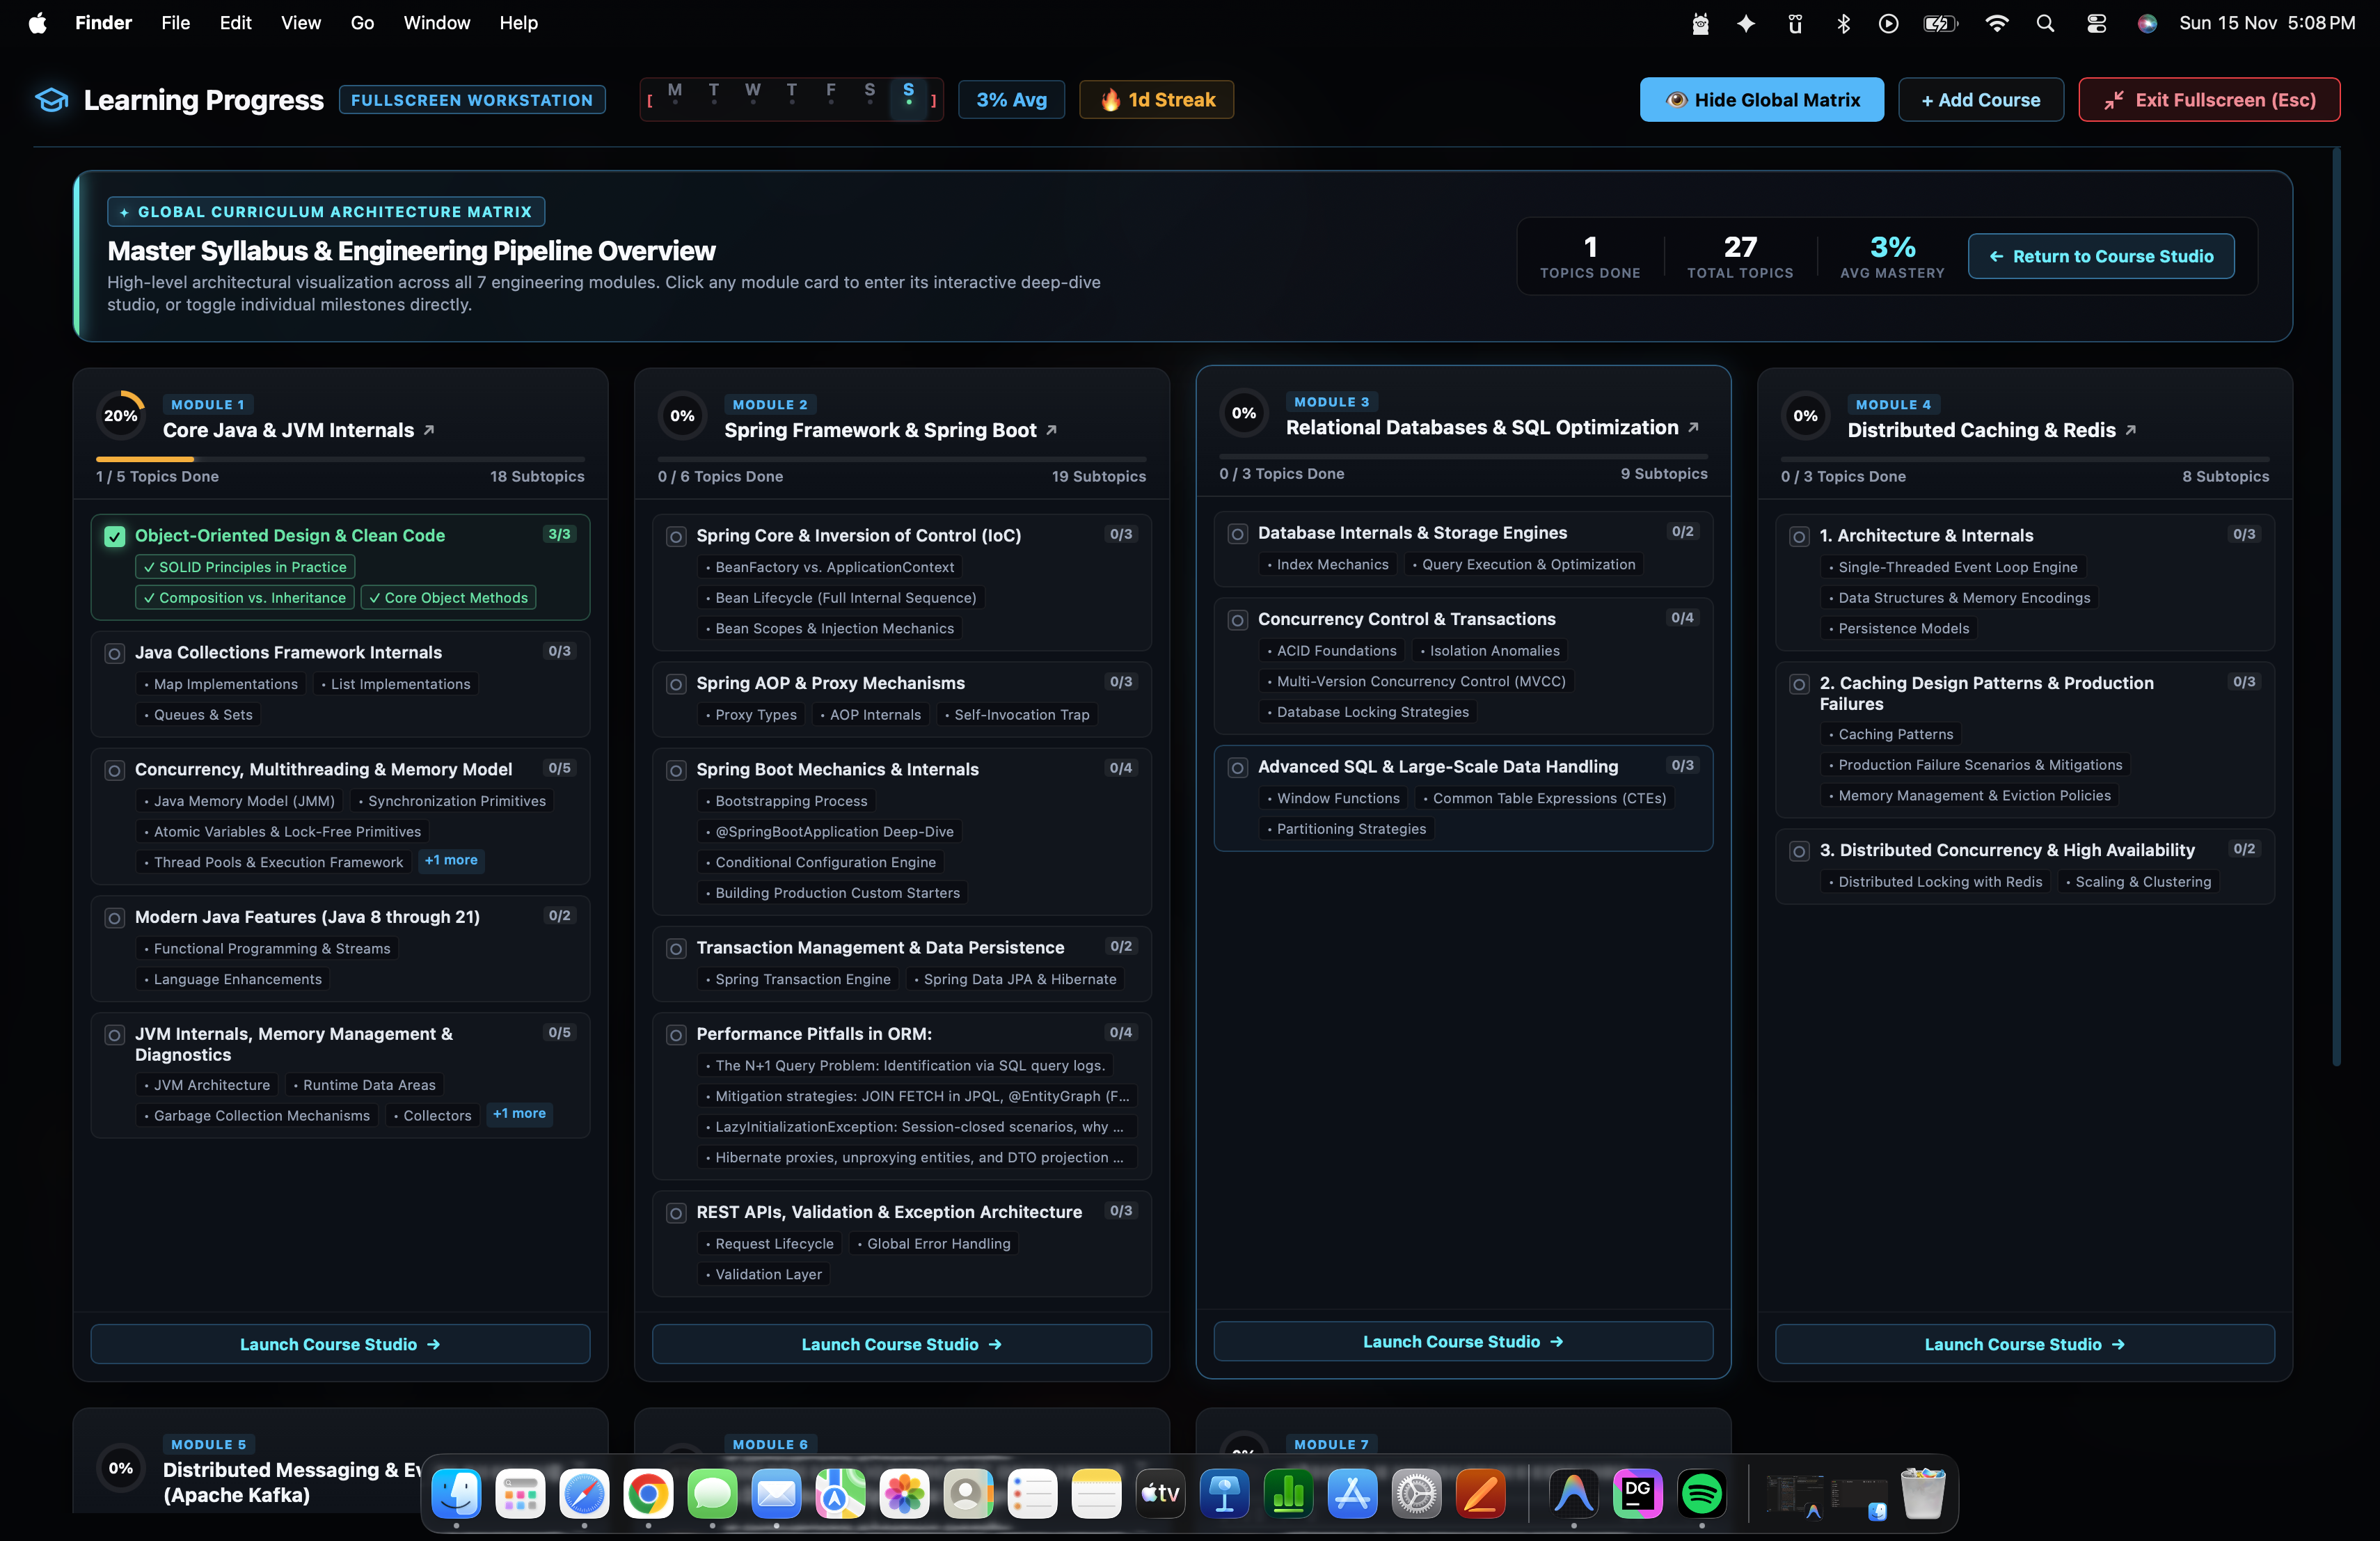 Finder File Edit View Go Window Help
Sun 15 Nov 5:08 PM
Learning Progress
FULLSCREEN WORKSTATION
[ M T W T F S S ]
3% Avg
🔥 1d Streak
👁 Hide Global Matrix
+ Add Course
Exit Fullscreen (Esc)
✦ GLOBAL CURRICULUM ARCHITECTURE MATRIX
Master Syllabus & Engineering Pipeline Overview
High-level architectural visualization across all 7 engineering modules. Click any module card to enter its interactive deep-dive
studio, or toggle individual milestones directly.
1
TOPICS DONE
27
TOTAL TOPICS
3%
AVG MASTERY
← Return to Course Studio
20%
MODULE 1
Core Java & JVM Internals ↗
1 / 5 Topics Done 18 Subtopics
Object-Oriented Design & Clean Code 3/3
✓ SOLID Principles in Practice
✓ Composition vs. Inheritance ✓ Core Object Methods
Java Collections Framework Internals 0/3
• Map Implementations • List Implementations
• Queues & Sets
Concurrency, Multithreading & Memory Model 0/5
• Java Memory Model (JMM) • Synchronization Primitives
• Atomic Variables & Lock-Free Primitives
• Thread Pools & Execution Framework +1 more
Modern Java Features (Java 8 through 21) 0/2
• Functional Programming & Streams
• Language Enhancements
JVM Internals, Memory Management & 0/5
Diagnostics
• JVM Architecture • Runtime Data Areas
• Garbage Collection Mechanisms • Collectors +1 more
Launch Course Studio →
0%
MODULE 2
Spring Framework & Spring Boot ↗
0 / 6 Topics Done 19 Subtopics
Spring Core & Inversion of Control (IoC) 0/3
• BeanFactory vs. ApplicationContext
• Bean Lifecycle (Full Internal Sequence)
• Bean Scopes & Injection Mechanics
Spring AOP & Proxy Mechanisms 0/3
• Proxy Types • AOP Internals • Self-Invocation Trap
Spring Boot Mechanics & Internals 0/4
• Bootstrapping Process
• @SpringBootApplication Deep-Dive
• Conditional Configuration Engine
• Building Production Custom Starters
Transaction Management & Data Persistence 0/2
• Spring Transaction Engine • Spring Data JPA & Hibernate
Performance Pitfalls in ORM: 0/4
• The N+1 Query Problem: Identification via SQL query logs.
• Mitigation strategies: JOIN FETCH in JPQL, @EntityGraph (F...
• LazyInitializationException: Session-closed scenarios, why ...
• Hibernate proxies, unproxying entities, and DTO projection ...
REST APIs, Validation & Exception Architecture 0/3
• Request Lifecycle • Global Error Handling
• Validation Layer
Launch Course Studio →
0%
MODULE 3
Relational Databases & SQL Optimization ↗
0 / 3 Topics Done 9 Subtopics
Database Internals & Storage Engines 0/2
• Index Mechanics • Query Execution & Optimization
Concurrency Control & Transactions 0/4
• ACID Foundations • Isolation Anomalies
• Multi-Version Concurrency Control (MVCC)
• Database Locking Strategies
Advanced SQL & Large-Scale Data Handling 0/3
• Window Functions • Common Table Expressions (CTEs)
• Partitioning Strategies
Launch Course Studio →
0%
MODULE 4
Distributed Caching & Redis ↗
0 / 3 Topics Done 8 Subtopics
1. Architecture & Internals 0/3
• Single-Threaded Event Loop Engine
• Data Structures & Memory Encodings
• Persistence Models
2. Caching Design Patterns & Production 0/3
Failures
• Caching Patterns
• Production Failure Scenarios & Mitigations
• Memory Management & Eviction Policies
3. Distributed Concurrency & High Availability 0/2
• Distributed Locking with Redis • Scaling & Clustering
Launch Course Studio →
0%
MODULE 5
Distributed Messaging &
(Apache Kafka)
MODULE 6
MODULE 7
tv
DG